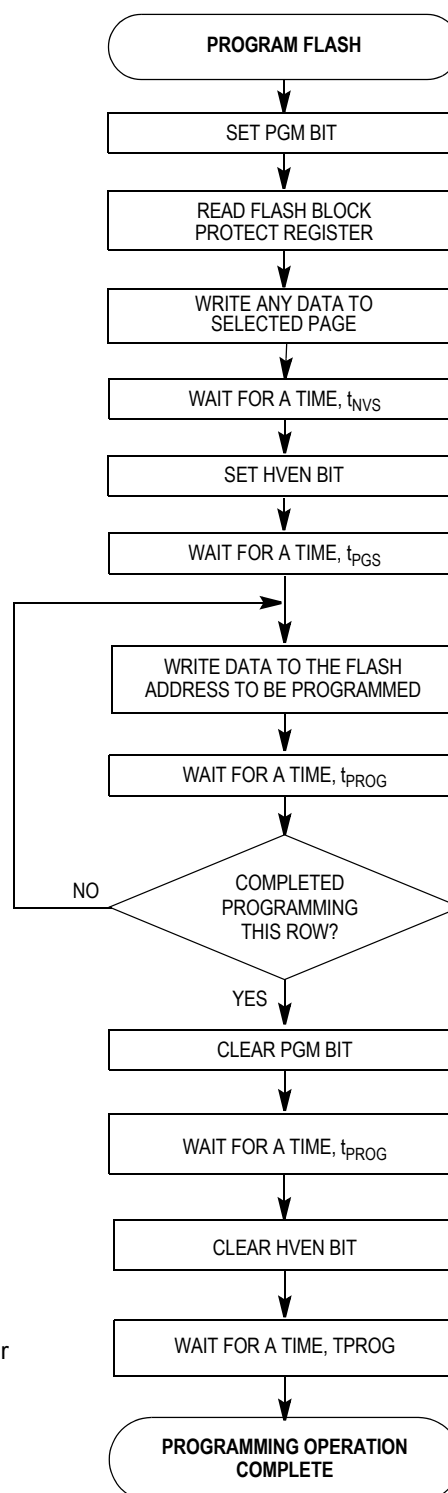 PROGRAM FLASH
SET PGM BIT
READ FLASH BLOCK
PROTECT REGISTER
WRITE ANY DATA TO
SELECTED PAGE
WAIT FOR A TIME, tNVS
SET HVEN BIT
WAIT FOR A TIME, tPGS
WRITE DATA TO THE FLASH
ADDRESS TO BE PROGRAMMED
WAIT FOR A TIME, tPROG
NO
COMPLETED
PROGRAMMING
THIS ROW?
YES
CLEAR PGM BIT
WAIT FOR A TIME, tPROG
CLEAR HVEN BIT
r
WAIT FOR A TIME, TPROG
PROGRAMMING OPERATION
COMPLETE